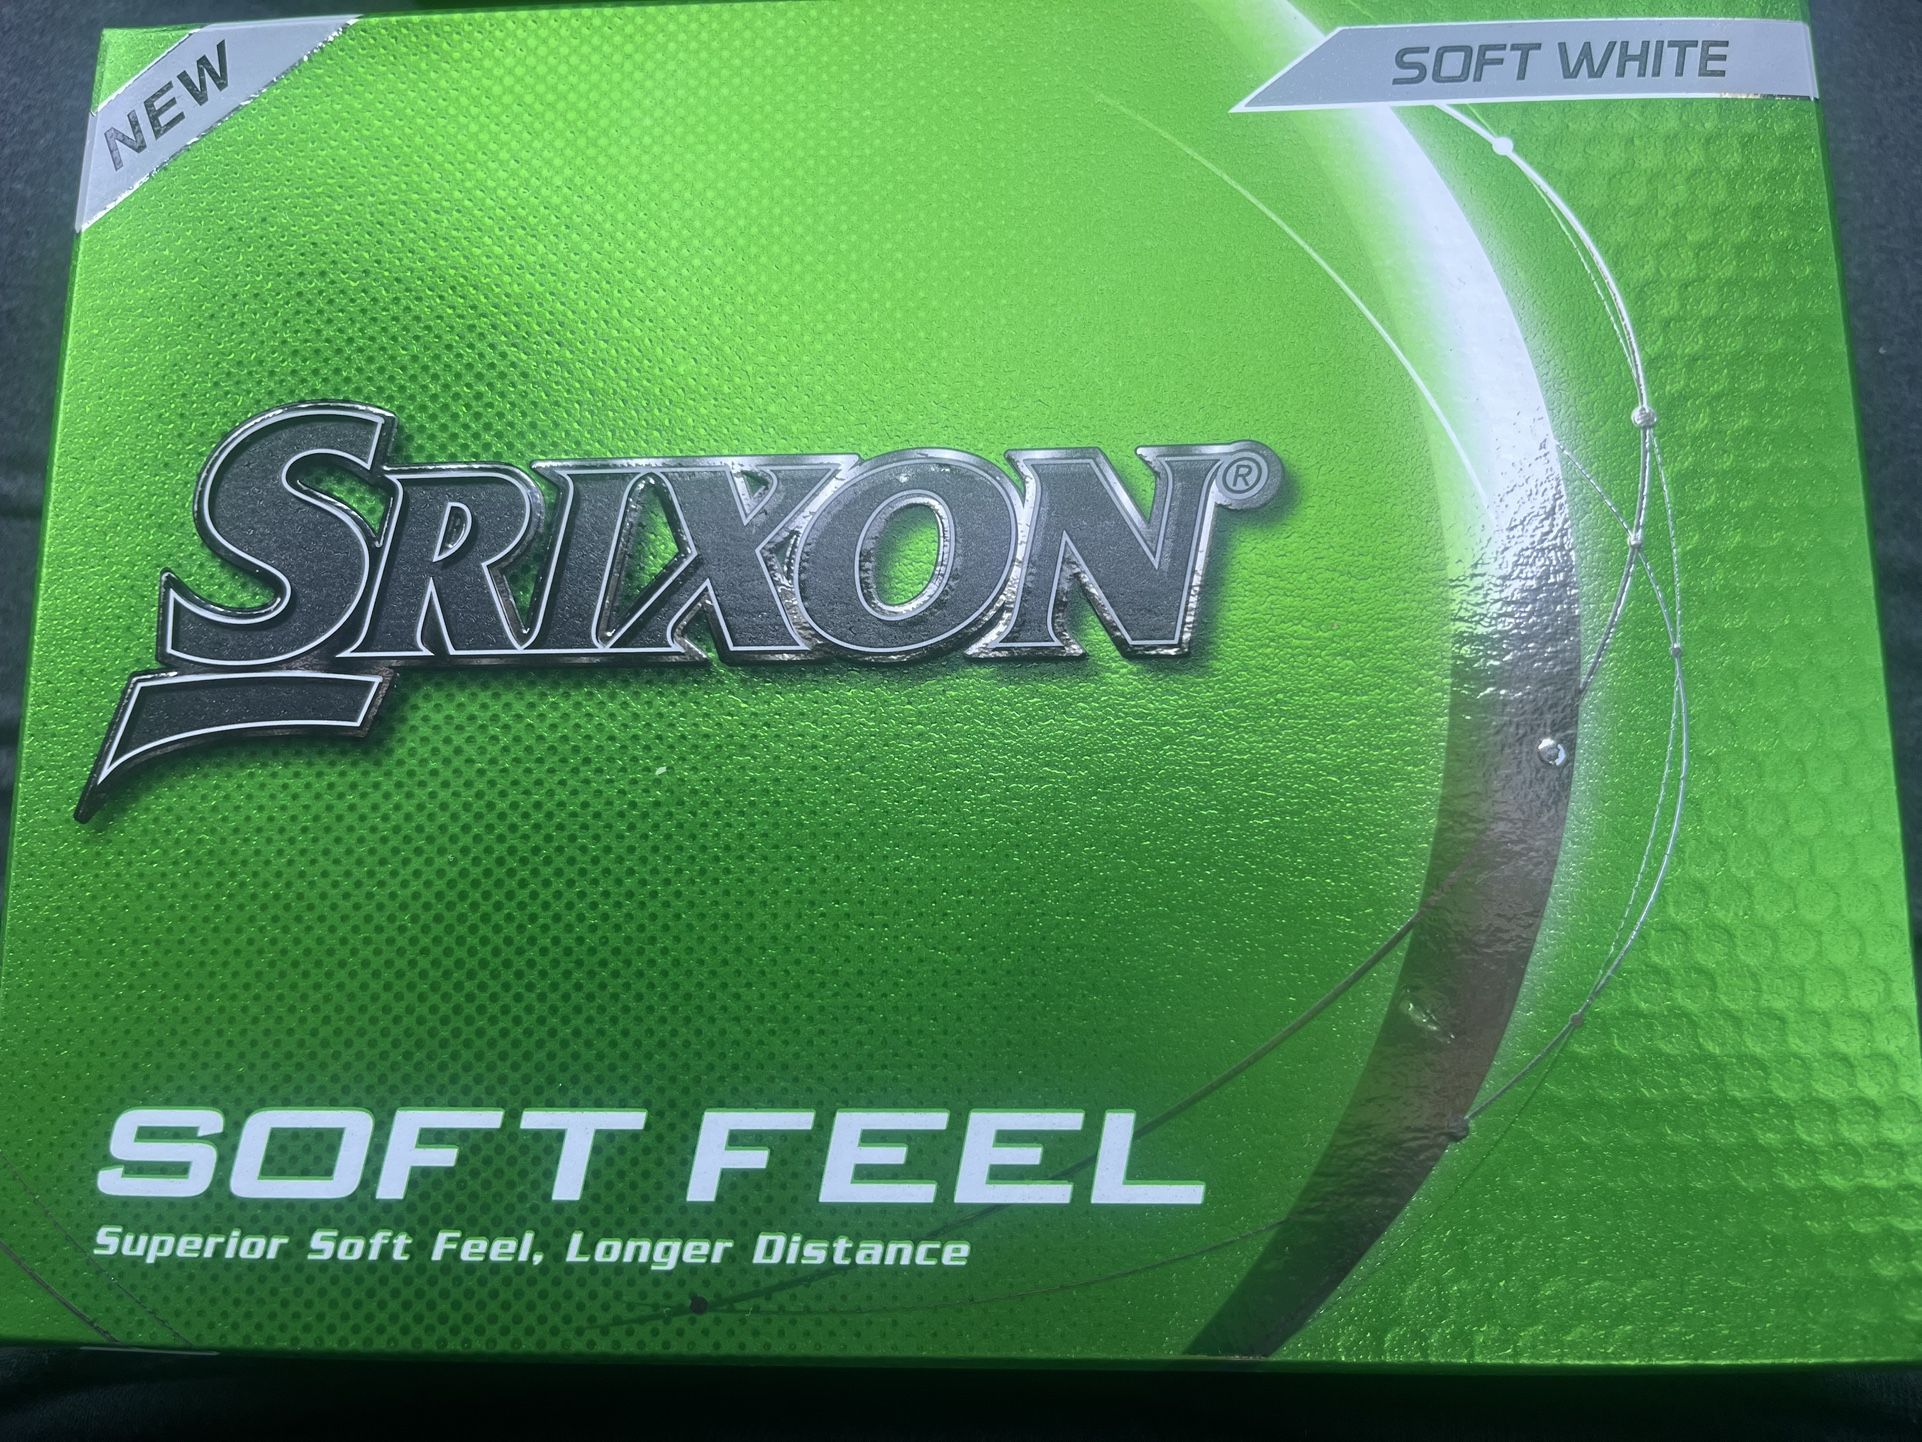 NEW
SOFT WHITE
SRIXON®
SOFT FEEL
Superior Soft Feel, Longer Distance